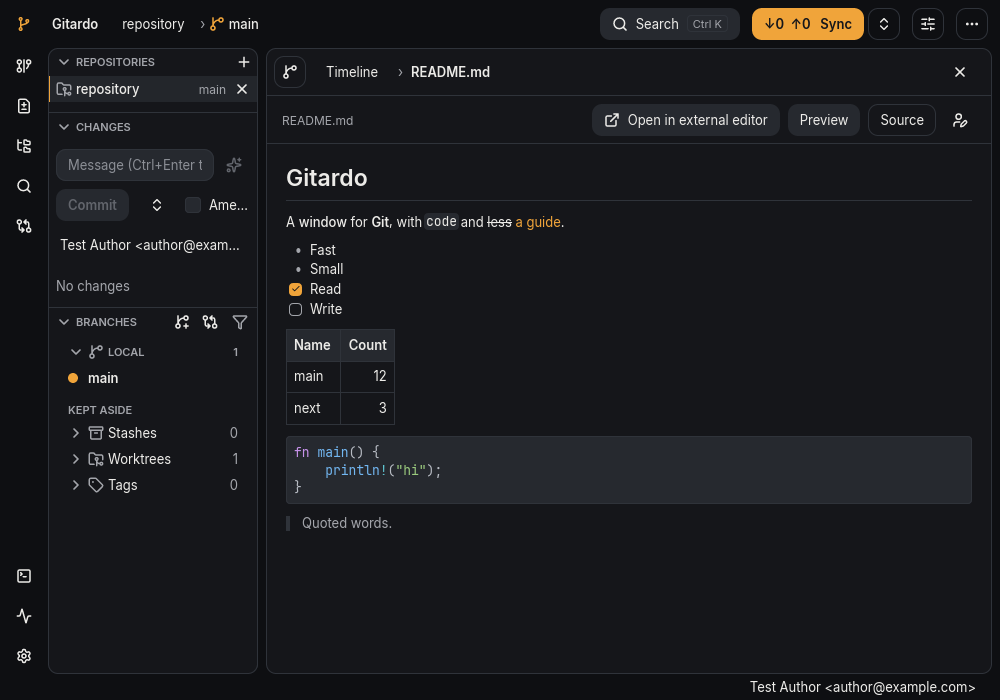 Gitardo repository › main Search Ctrl K ↓0 ↑0 Sync
REPOSITORIES
repository main
CHANGES
Message (Ctrl+Enter t
Commit Ame...
Test Author <author@exam...
No changes
BRANCHES
LOCAL 1
main
KEPT ASIDE
Stashes 0
Worktrees 1
Tags 0
Timeline › README.md
README.md Open in external editor Preview Source
Gitardo
A window for Git, with code and less a guide.
• Fast
• Small
Read
Write
Name Count
main 12
next 3
fn main() {
    println!("hi");
}
Quoted words.
Test Author <author@example.com>